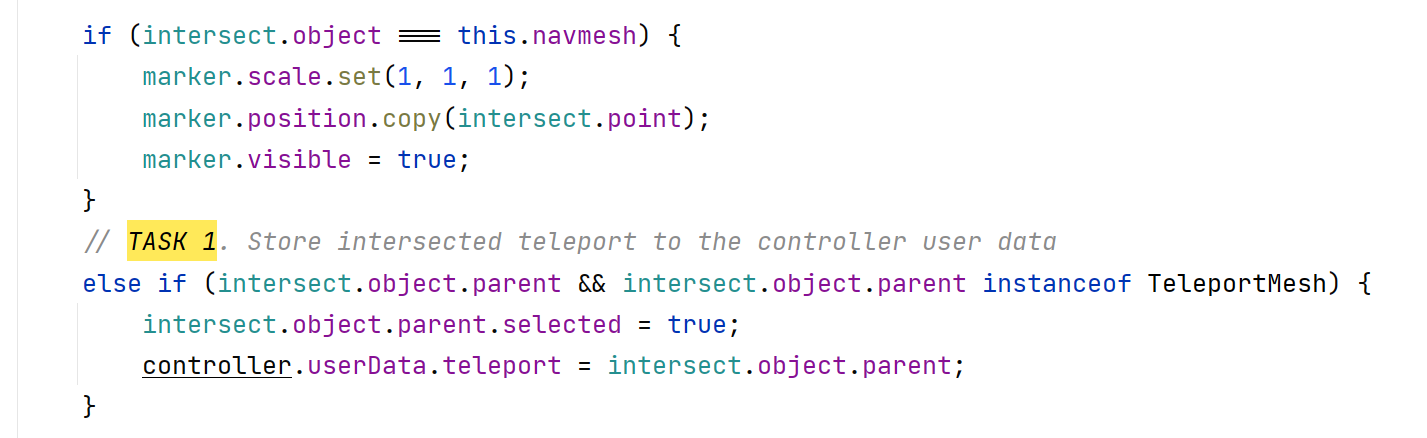 if (intersect.object === this.navmesh) {
marker.scale.set(1, 1, 1);
marker.position.copy(intersect.point);
marker.visible = true;
}
// TASK 1. Store intersected teleport to the controller user data
else if (intersect.object.parent && intersect.object.parent instanceof TeleportMesh) {
intersect.object.parent.selected = true;
controller.userData.teleport = intersect.object.parent;
}